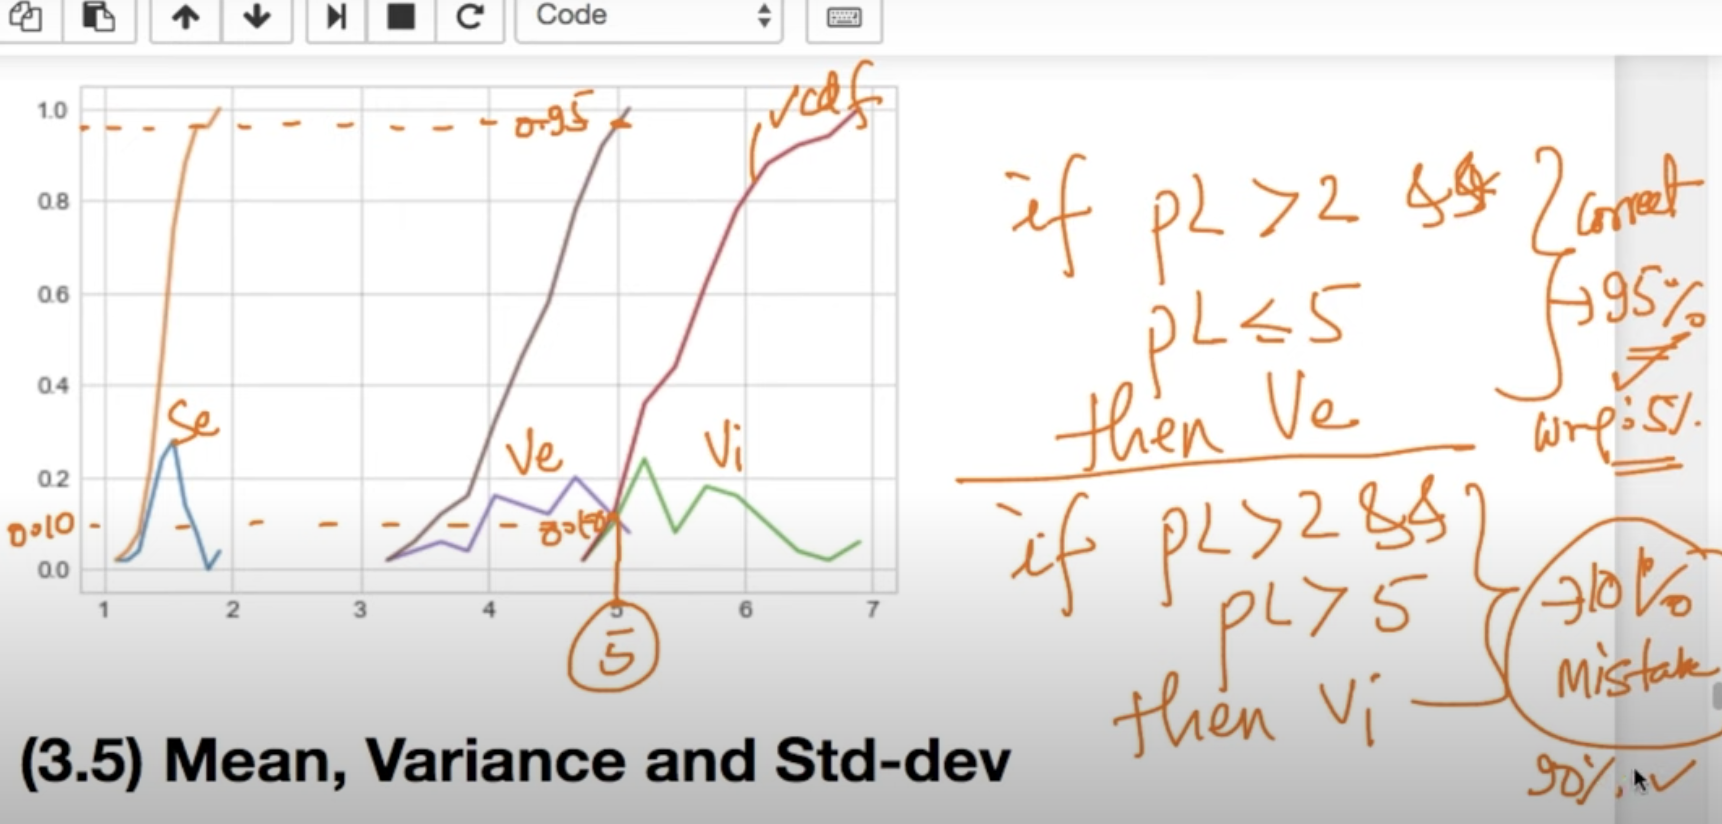 Code
1.0
0.8
0.6
0.4
0.2
0.0
1 2 3 4 5 6 7
0.95
cdf
Se
Ve
Vi
0.10
0.10
5
if PL > 2 &&
PL ≤ 5
then Ve
correct
→ 95%
: 5%
if PL > 2 &&
PL > 5
then Vi
→ 10%
mistake
90% ✓
(3.5) Mean, Variance and Std-dev